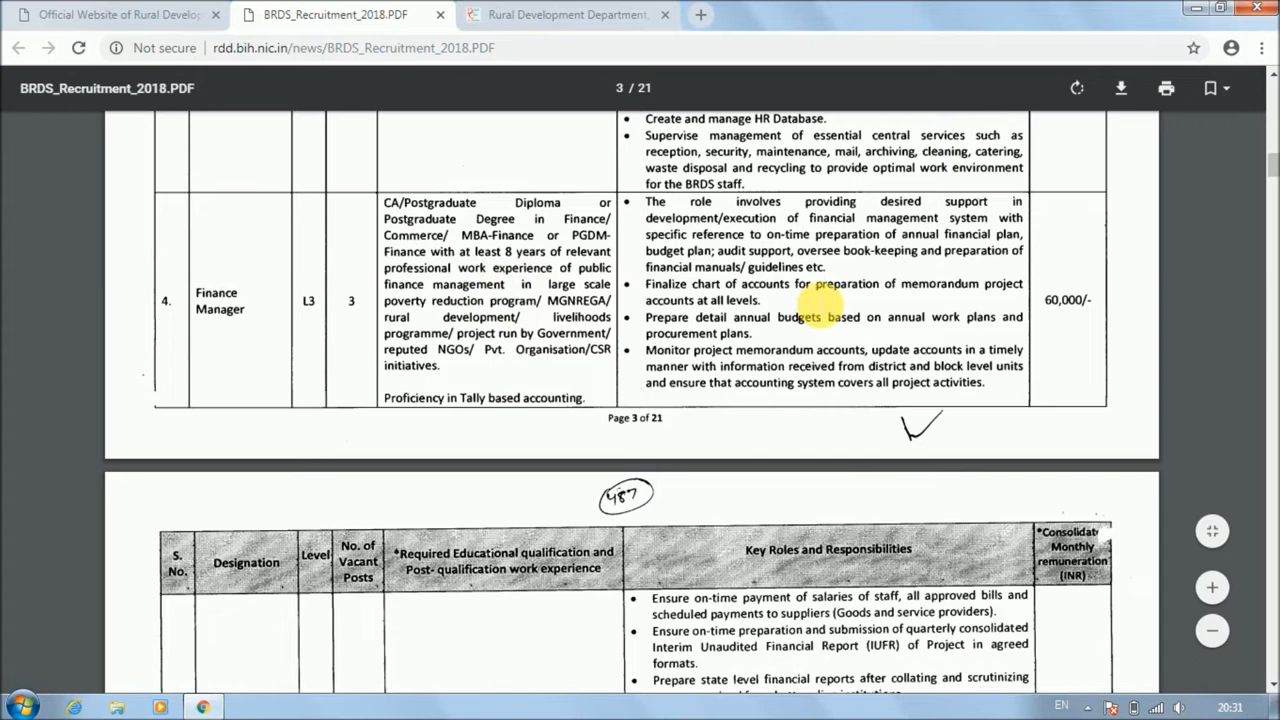 Official Website of Rural Develo
BRDS_Recruitment_2018.PDF
Rural Development Department,
Not secure
rdd.bih.nic.in/news/BRDS_Recruitment_2018.PDF
BRDS_Recruitment_2018.PDF
3 / 21
• Create and manage HR Database.
• Supervise management of essential central services such as
reception, security, maintenance, mail, archiving, cleaning, catering,
waste disposal and recycling to provide optimal work environment
for the BRDS staff.
4.
Finance
Manager
L3
3
CA/Postgraduate Diploma or
Postgraduate Degree in Finance/
Commerce/ MBA-Finance or PGDM-
Finance with at least 8 years of relevant
professional work experience of public
finance management in large scale
poverty reduction program/ MGNREGA/
rural development/ livelihoods
programme/ project run by Government/
reputed NGOs/ Pvt. Organisation/CSR
initiatives.
Proficiency in Tally based accounting.
• The role involves providing desired support in
development/execution of financial management system with
specific reference to on-time preparation of annual financial plan,
budget plan; audit support, oversee book-keeping and preparation of
financial manuals/ guidelines etc.
• Finalize chart of accounts for preparation of memorandum project
accounts at all levels.
• Prepare detail annual budgets based on annual work plans and
procurement plans.
• Monitor project memorandum accounts, update accounts in a timely
manner with information received from district and block level units
and ensure that accounting system covers all project activities.
60,000/-
Page 3 of 21
487
S.
No.
Designation
Level
No. of
Vacant
Posts
*Required Educational qualification and
Post- qualification work experience
Key Roles and Responsibilities
*Consolidate
Monthly
remuneration
(INR)
• Ensure on-time payment of salaries of staff, all approved bills and
scheduled payments to suppliers (Goods and service providers).
• Ensure on-time preparation and submission of quarterly consolidated
Interim Unaudited Financial Report (IUFR) of Project in agreed
formats.
• Prepare state level financial reports after collating and scrutinizing
EN
20:31